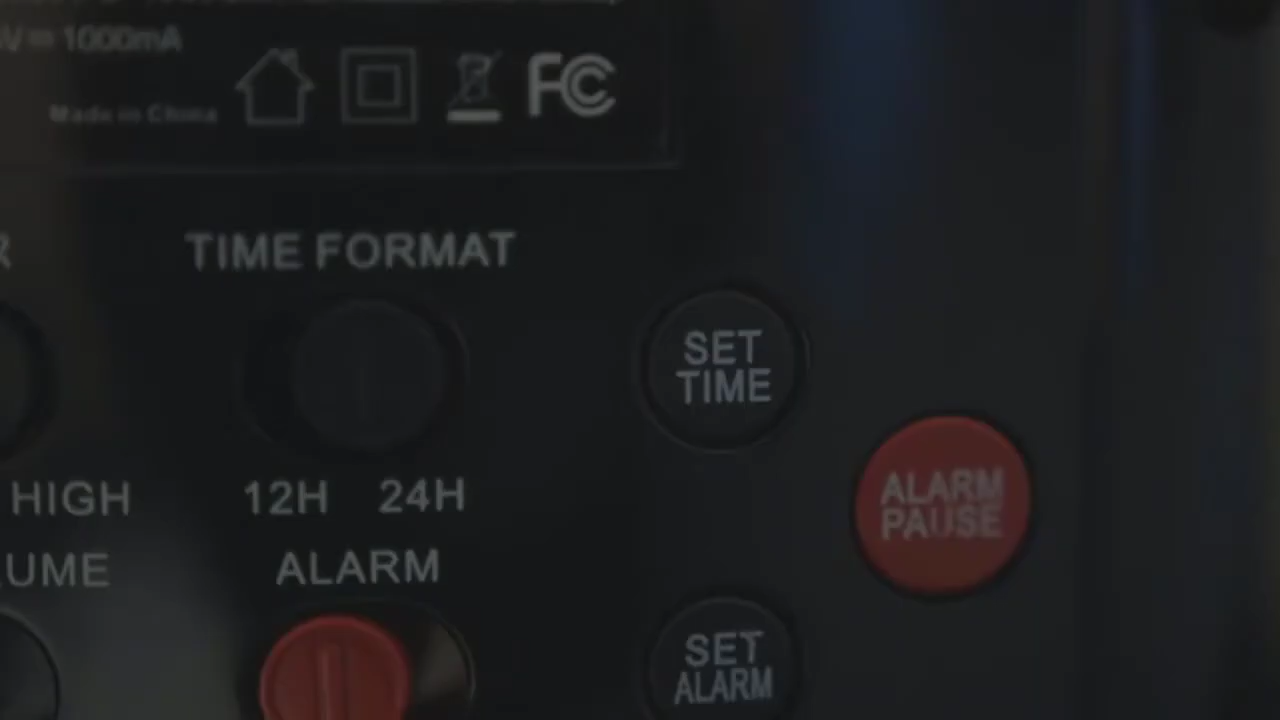 V ⎓ 1000mA
Made in China
FC
R
TIME FORMAT
SET
TIME
12H 24H
HIGH
ALARM
PAUSE
UME
ALARM
SET
ALARM